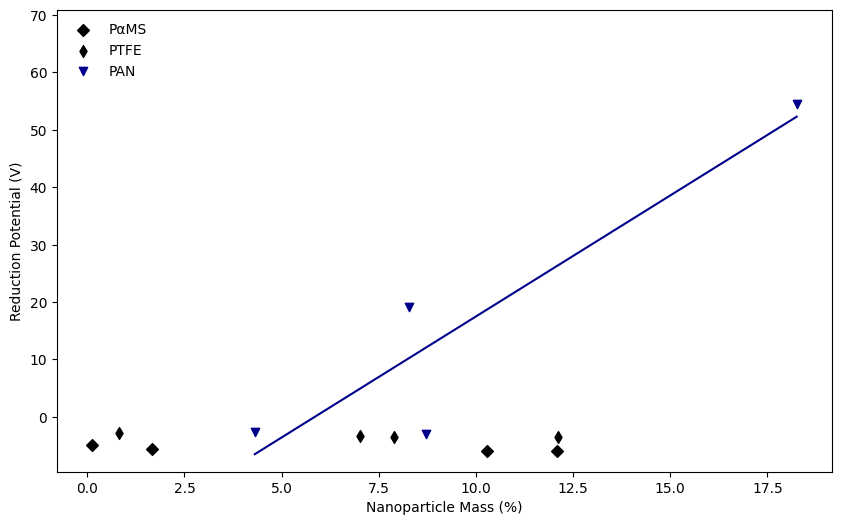 70
60
50
40
30
20
10
0
0.0 2.5 5.0 7.5 10.0 12.5 15.0 17.5
Reduction Potential (V)
Nanoparticle Mass (%)
PαMS
PTFE
PAN